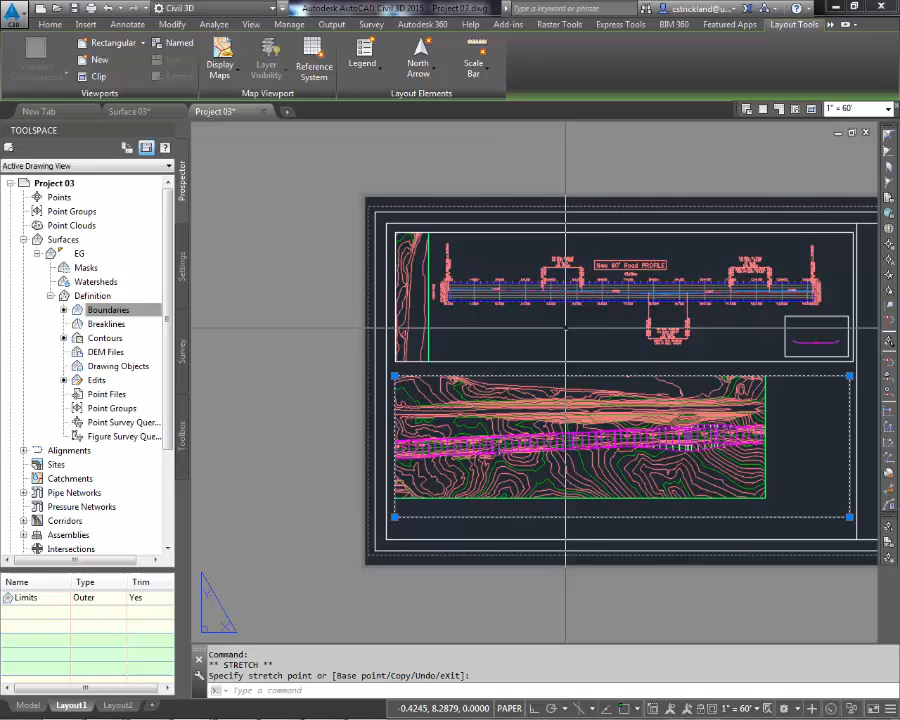 Civil 3D
Autodesk AutoCAD Civil 3D 2015 - Project 03.dwg
Type a keyword or phrase
cstrickland@u...
Home Insert Annotate Modify Analyze View Manage Output Survey Autodesk 360 Help Add-ins Raster Tools Express Tools BIM 360 Featured Apps Layout Tools
Rectangular Named
New
Clip
Display Maps
Layer Visibility
Reference System
Legend
North Arrow
Scale Bar
Viewports Map Viewport Layout Elements
New Tab Surface 03* Project 03*
1" = 60'
TOOLSPACE
Active Drawing View
Project 03
Points
Point Groups
Point Clouds
Surfaces
EG
Masks
Watersheds
Definition
Boundaries
Breaklines
Contours
DEM Files
Drawing Objects
Edits
Point Files
Point Groups
Point Survey Quer...
Figure Survey Que...
Alignments
Sites
Catchments
Pipe Networks
Pressure Networks
Corridors
Assemblies
Intersections
Prospector
Settings
Survey
Toolbox
Name Type Trim
Limits Outer Yes
New 60' Road PROFILE
Y
X
Command:
** STRETCH **
Specify stretch point or [Base point/Copy/Undo/eXit]:
Type a command
Model Layout1 Layout2 +
-0.4245, 8.2879, 0.0000 PAPER
1" = 60'